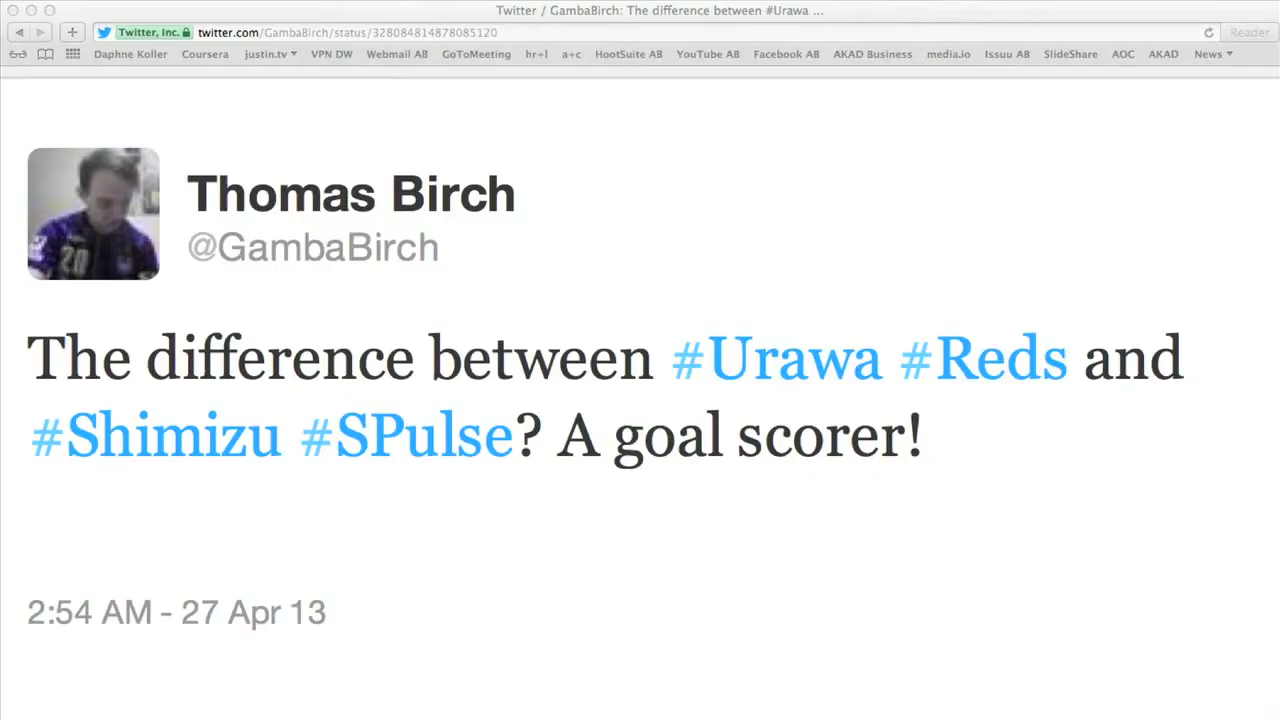 Twitter / GambaBirch: The difference between #Urawa ...
Twitter, Inc. twitter.com/GambaBirch/status/328084814878085120 Reader
Daphne Koller Coursera justin.tv VPN DW Webmail AB GoToMeeting hr+l a+c HootSuite AB YouTube AB Facebook AB AKAD Business media.io Issuu AB SlideShare AOC AKAD News
Thomas Birch
@GambaBirch
The difference between #Urawa #Reds and
#Shimizu #SPulse? A goal scorer!
2:54 AM - 27 Apr 13
20